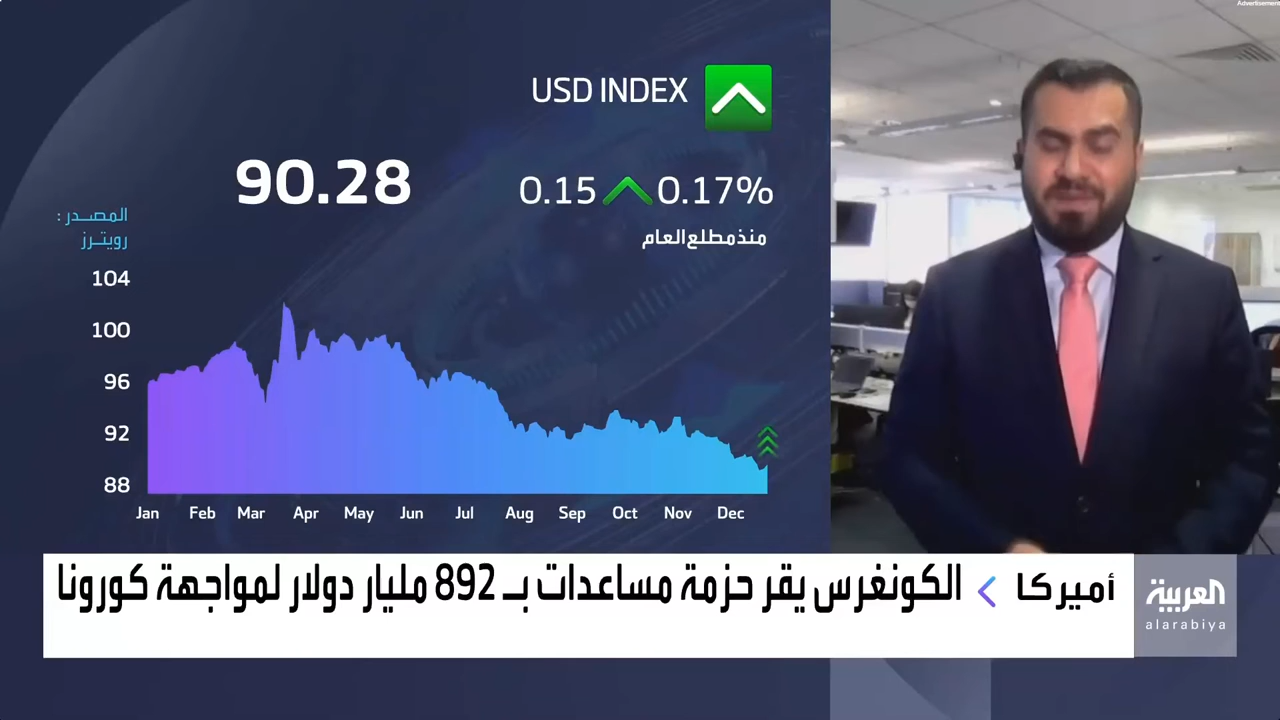 Advertisement
USD INDEX
90.28
0.15 0.17%
منذ مطلع العام
المصدر :
رويترز
104
100
96
92
88
Jan Feb Mar Apr May Jun Jul Aug Sep Oct Nov Dec
أميركا
الكونغرس يقر حزمة مساعدات بـ 892 مليار دولار لمواجهة كورونا
العربية
alarabiya